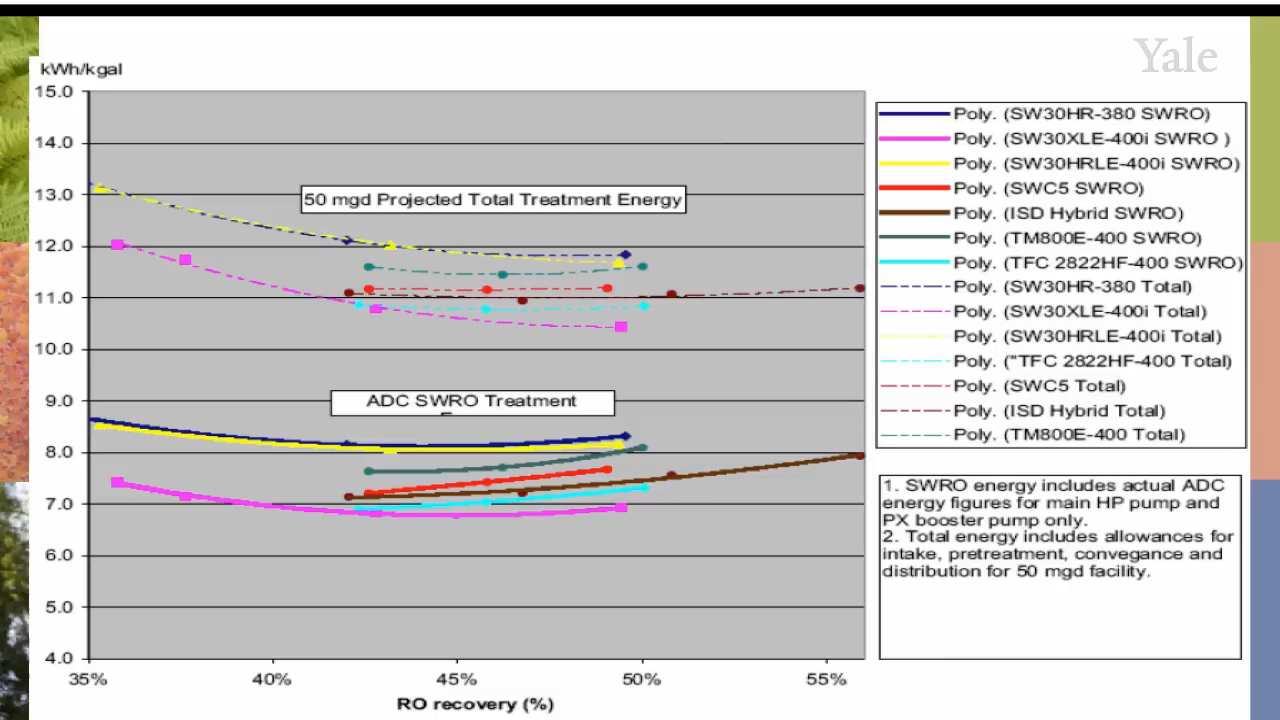 Yale
kWh/kgal
15.0
14.0
13.0
12.0
11.0
10.0
9.0
8.0
7.0
6.0
5.0
4.0
50 mgd Projected Total Treatment Energy
ADC SWRO Treatment
35%
40%
45%
50%
55%
RO recovery (%)
Poly. (SW30HR-380 SWRO)
Poly. (SW30XLE-400i SWRO )
Poly. (SW30HRLE-400i SWRO)
Poly. (SWC5 SWRO)
Poly. (ISD Hybrid SWRO)
Poly. (TM800E-400 SWRO)
Poly. (TFC 2822HF-400 SWRO)
Poly. (SW30HR-380 Total)
Poly. (SW30XLE-400i Total)
Poly. (SW30HRLE-400i Total)
Poly. ("TFC 2822HF-400 Total)
Poly. (SWC5 Total)
Poly. (ISD Hybrid Total)
Poly. (TM800E-400 Total)
1. SWRO energy includes actual ADC
energy figures for main HP pump and
PX booster pump only.
2. Total energy includes allowances for
intake, pretreatment, convegance and
distribution for 50 mgd facility.